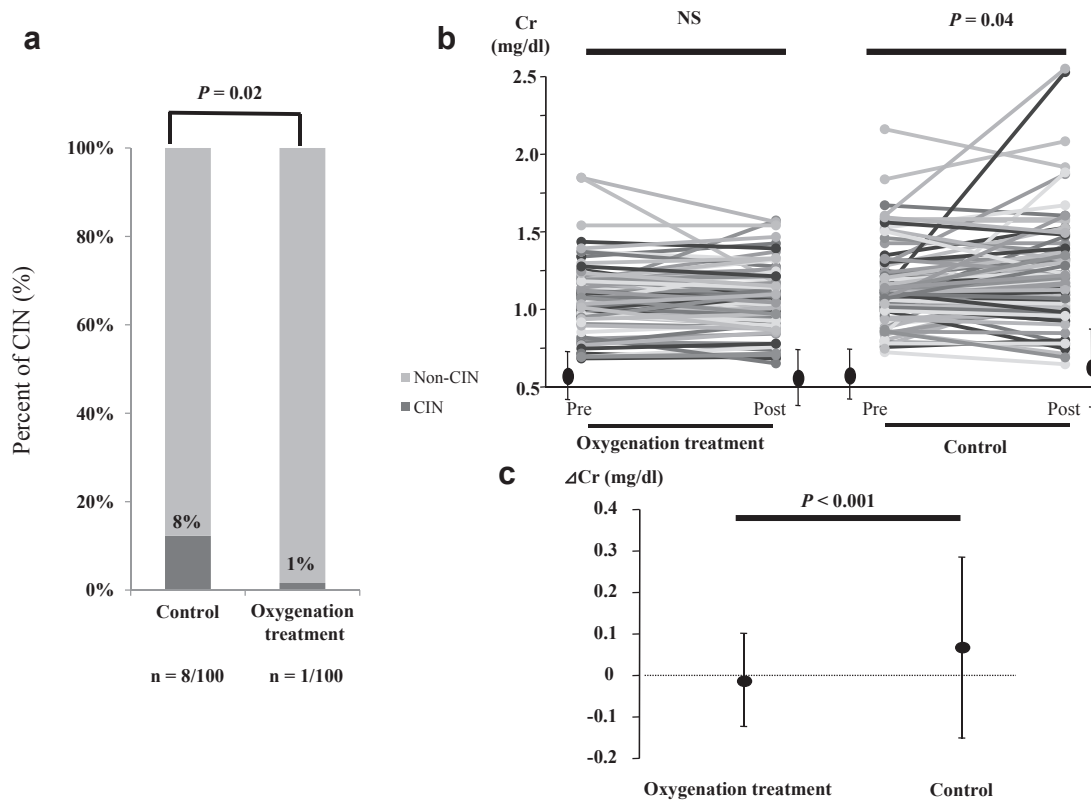 a
P = 0.02
Percent of CIN (%)
100%
80%
60%
40%
20%
0%
8%
1%
Control
Oxygenation
treatment
n = 8/100
n = 1/100
Non-CIN
CIN
b
Cr
(mg/dl)
NS
P = 0.04
2.5
2.0
1.5
1.0
0.5
Pre
Post
Pre
Post
Oxygenation treatment
Control
c
⊿Cr (mg/dl)
P < 0.001
0.4
0.3
0.2
0.1
0
-0.1
-0.2
Oxygenation treatment
Control